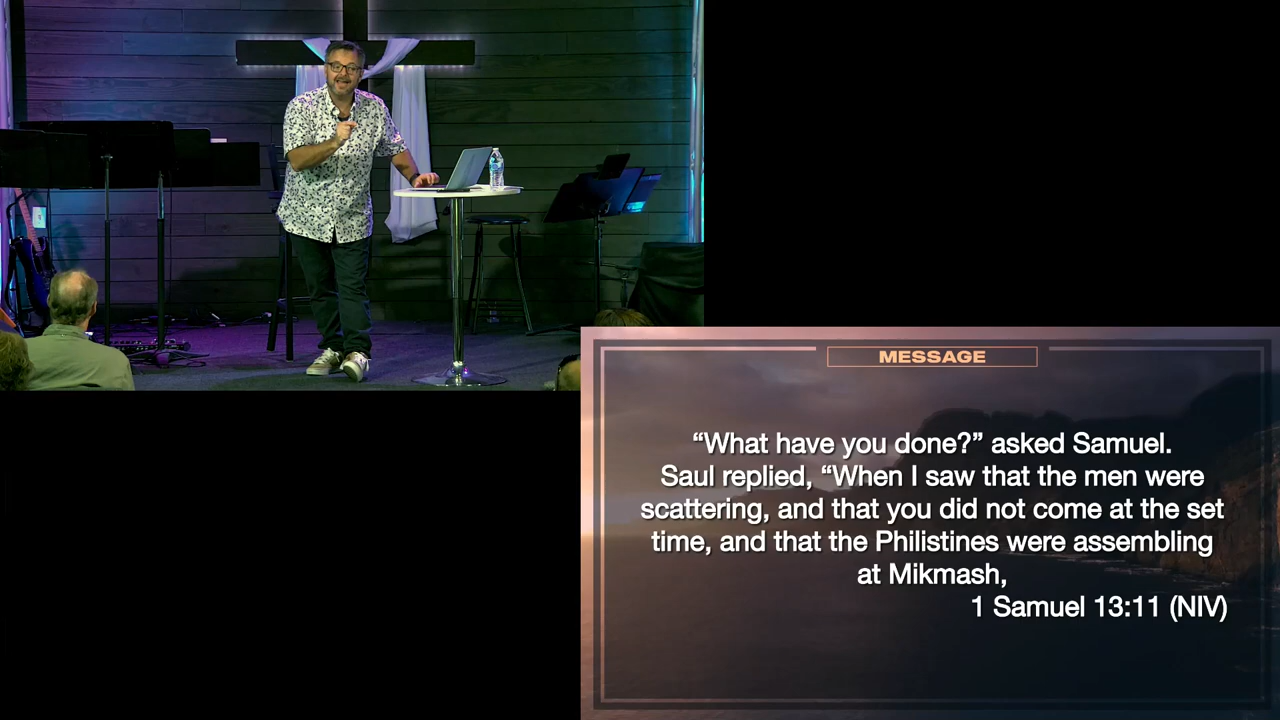 MESSAGE
“What have you done?” asked Samuel.
Saul replied, “When I saw that the men were
scattering, and that you did not come at the set
time, and that the Philistines were assembling
at Mikmash,
1 Samuel 13:11 (NIV)